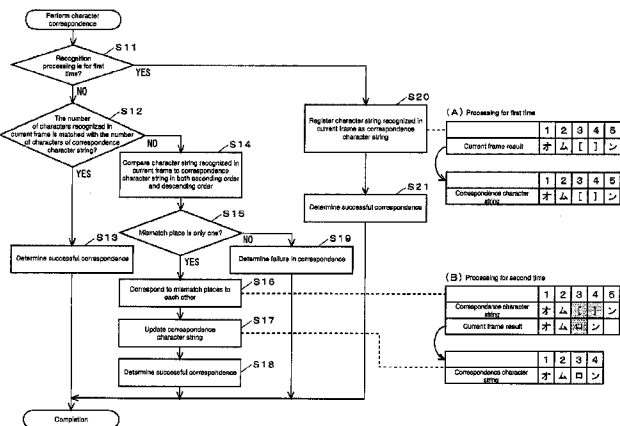 Perform character
correspondence
S11
Recognition
processing is for first
time?
YES
NO
S12
The number
of characters recognized in
current frame is matched with the number
of characters of correspondence
character string?
NO
YES
S14
Compare character string recognized in
current frame to correspondence
character string in both ascending order
and descending order
S15
Mismatch place is only one?
NO
YES
S13
Determine successful correspondence
S19
Determine failure in correspondence
S16
Correspond to mismatch places to
each other
S17
Update correspondence
character string
S18
Determine successful correspondence
Completion
S20
Register character string recognized in
current frame as correspondence
character string
S21
Determine successful correspondence
(A) Processing for first time
1 2 3 4 5
Current frame result オ ム [ ] ン
1 2 3 4 5
Correspondence character
string オ ム [ ] ン
(B) Processing for second time
1 2 3 4 5
Correspondence character
string オ ム [ ] ン
Current frame result オ ム ロ ン
1 2 3 4
Correspondence character
string オ ム ロ ン